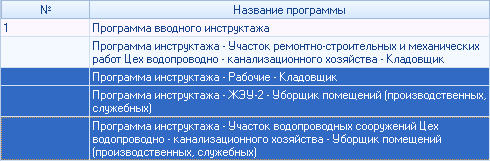 № Название программы
1 Программа вводного инструктажа
Программа инструктажа - Участок ремонтно-строительных и механических
работ Цех водопроводно - канализационного хозяйства - Кладовщик
Программа инструктажа - Рабочие - Кладовщик
Программа инструктажа - ЖЭУ-2 - Уборщик помещений (производственных,
служебных)
Программа инструктажа - Участок водопроводных сооружений Цех
водопроводно - канализационного хозяйства - Уборщик помещений
(производственных, служебных)